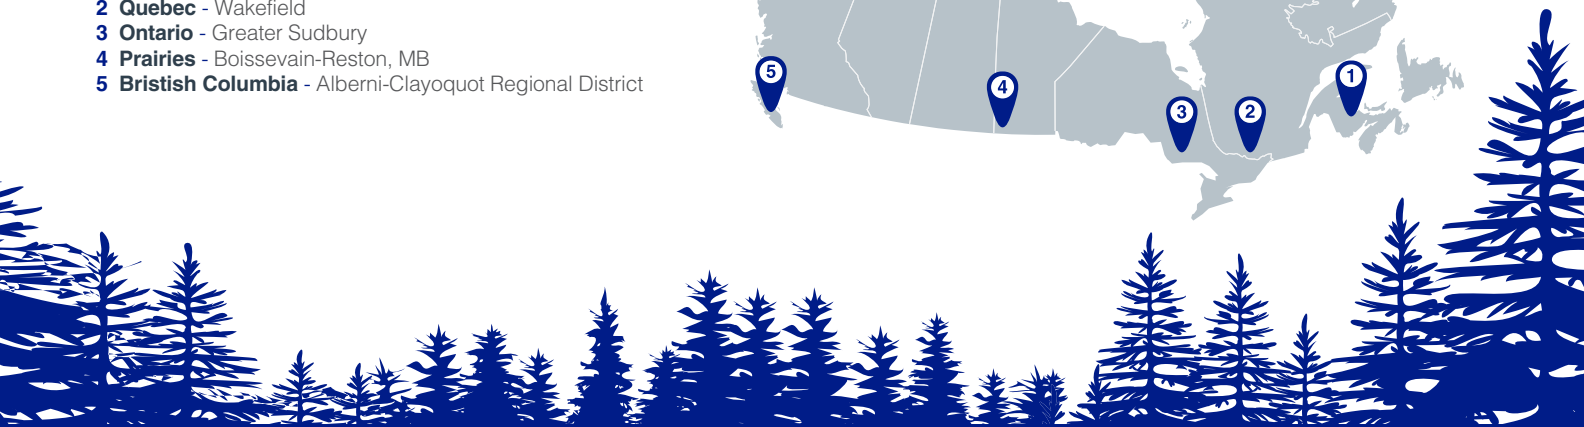 2 Quebec - Wakefield
3 Ontario - Greater Sudbury
4 Prairies - Boissevain-Reston, MB
5 Bristish Columbia - Alberni-Clayoquot Regional District
5
4
3
2
1